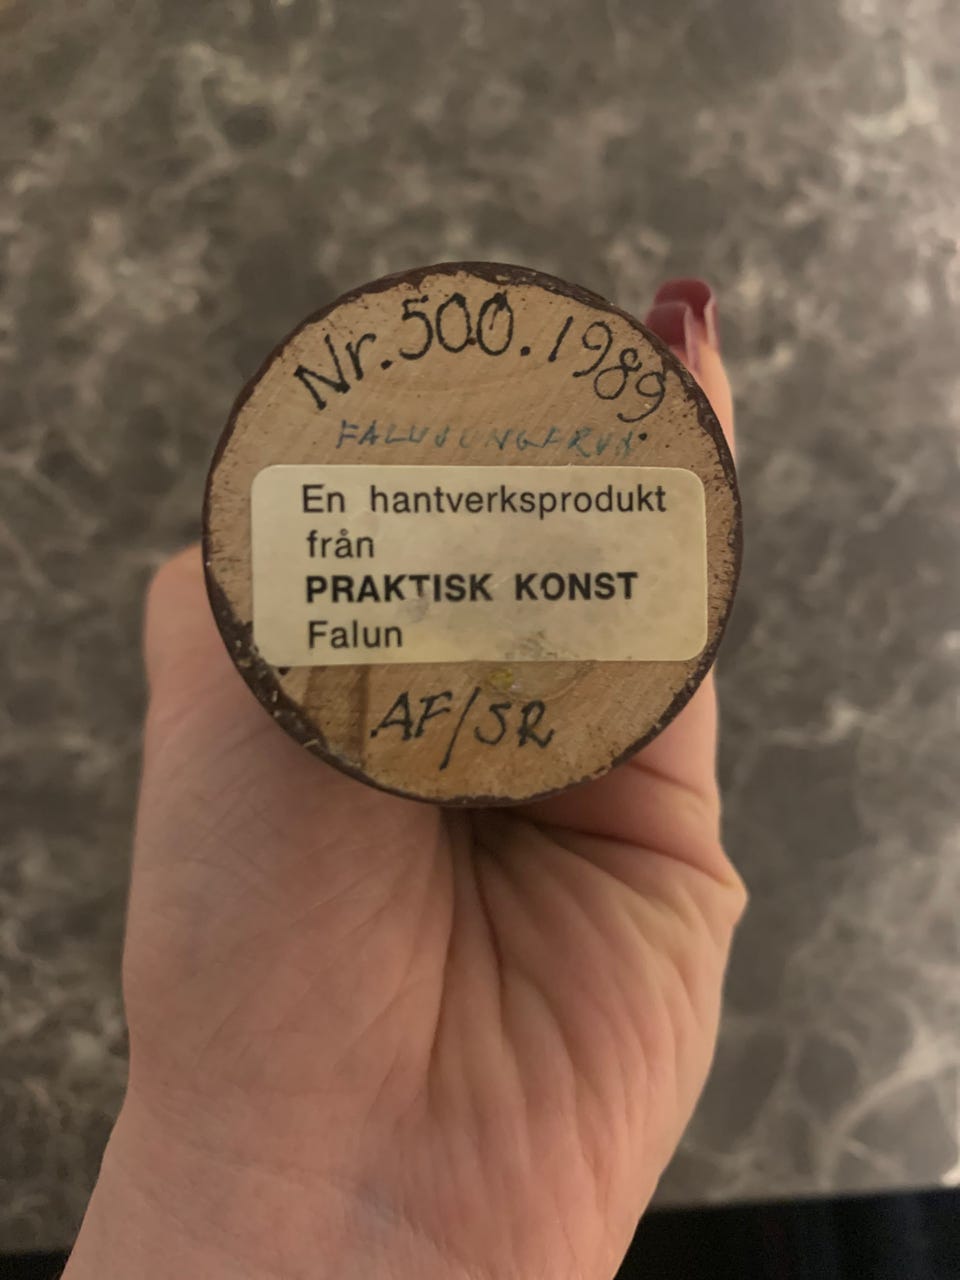 Nr. 500. 1989
FALUJUNGFRUN.
En hantverksprodukt
från
PRAKTISK KONST
Falun
AF/SR